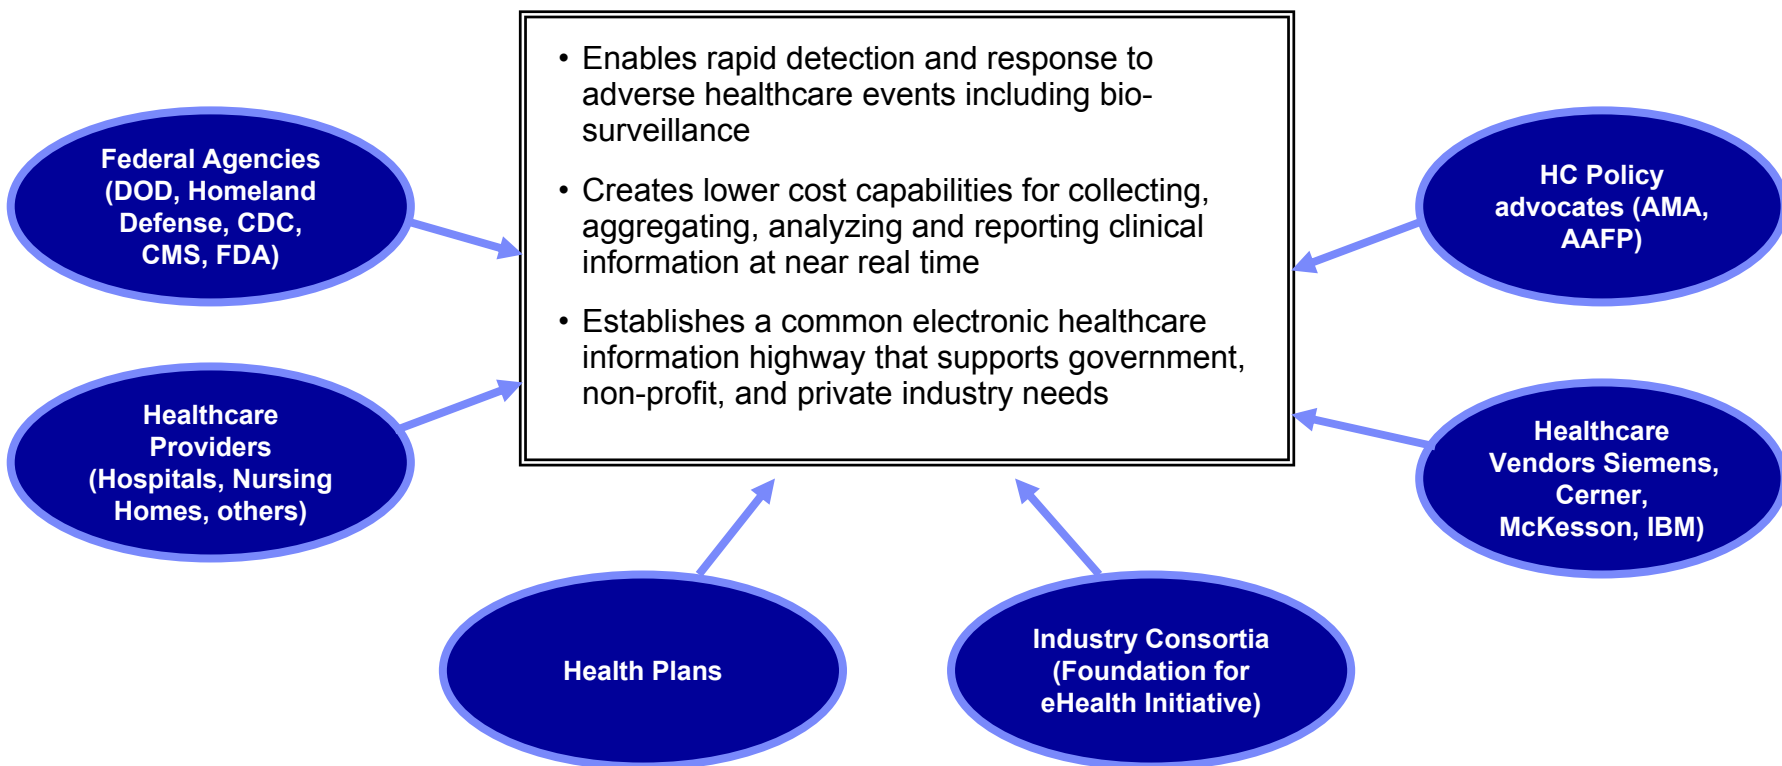 • Enables rapid detection and response to
adverse healthcare events including bio-
surveillance
• Creates lower cost capabilities for collecting,
aggregating, analyzing and reporting clinical
information at near real time
• Establishes a common electronic healthcare
information highway that supports government,
non-profit, and private industry needs
Federal Agencies
(DOD, Homeland
Defense, CDC,
CMS, FDA)
HC Policy
advocates (AMA,
AAFP)
Healthcare
Providers
(Hospitals, Nursing
Homes, others)
Healthcare
Vendors Siemens,
Cerner,
McKesson, IBM)
Health Plans
Industry Consortia
(Foundation for
eHealth Initiative)